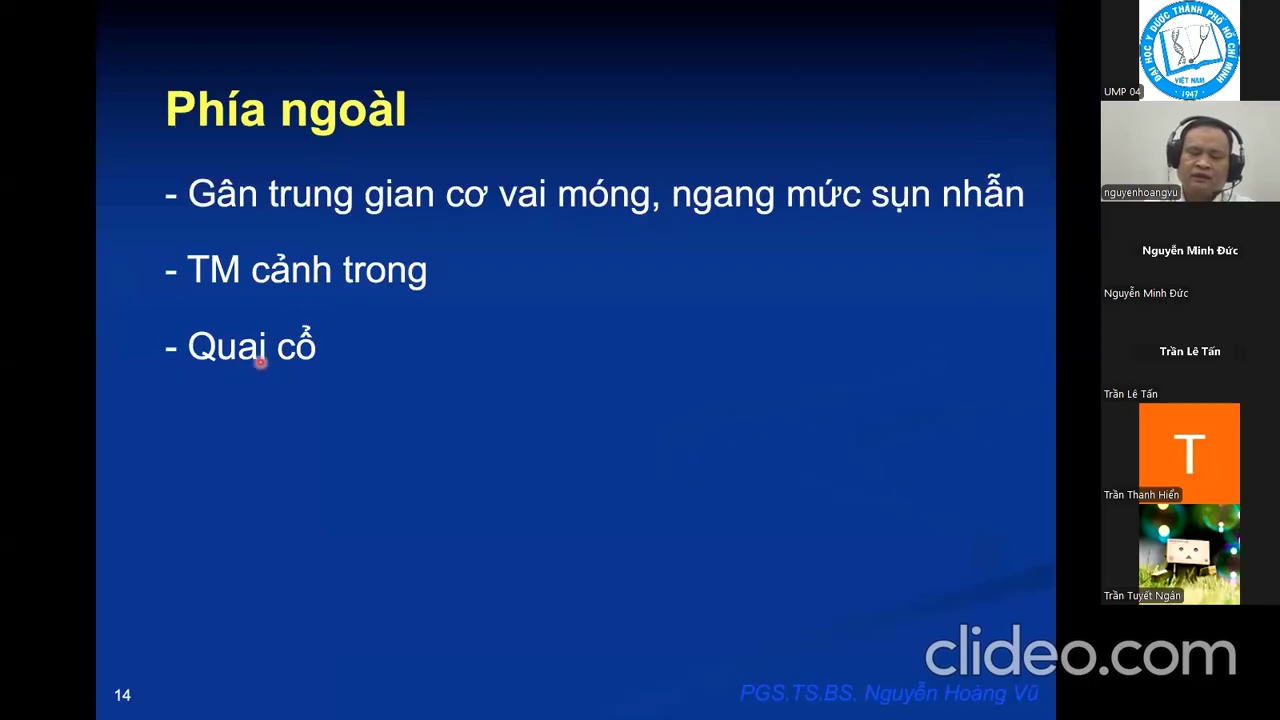 Phía ngoàl
- Gân trung gian cơ vai móng, ngang mức sụn nhẫn
- TM cảnh trong
- Quai cổ
14
PGS.TS.BS. Nguyễn Hoàng Vũ
clideo.com
ĐẠI HỌC Y DƯỢC THÀNH PHỐ HỒ CHÍ MINH
VIỆT NAM
1947
UMP 04
nguyenhoangvu
Nguyễn Minh Đức
Nguyễn Minh Đức
Trần Lê Tấn
Trần Lê Tấn
T
Trần Thanh Hiển
Trần Tuyết Ngân